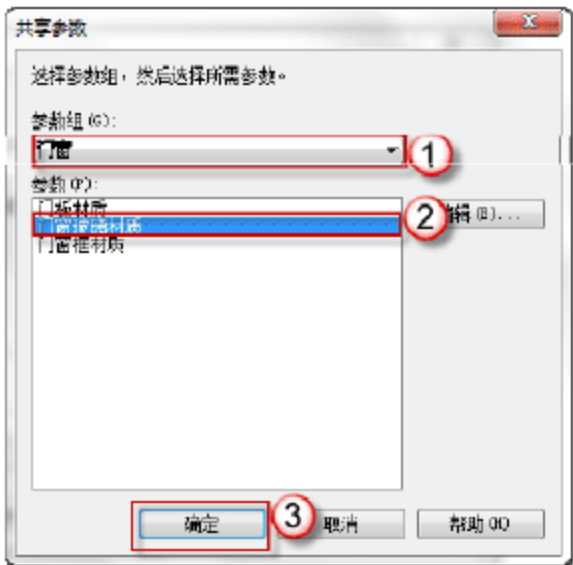 共享参数
选择参数组，然后选择所需参数。
参数组(G):
门窗
①
参数(P):
门板材质
门窗玻璃材质
②
门窗框材质
编辑(E)...
确定
③
取消
帮助(H)